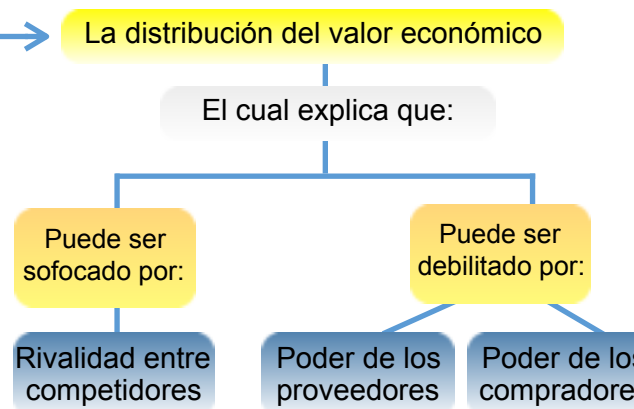 La distribución del valor económico
El cual explica que:
Puede ser
sofocado por:
Puede ser
debilitado por:
Rivalidad entre
competidores
Poder de los
proveedores
Poder de los
compradore